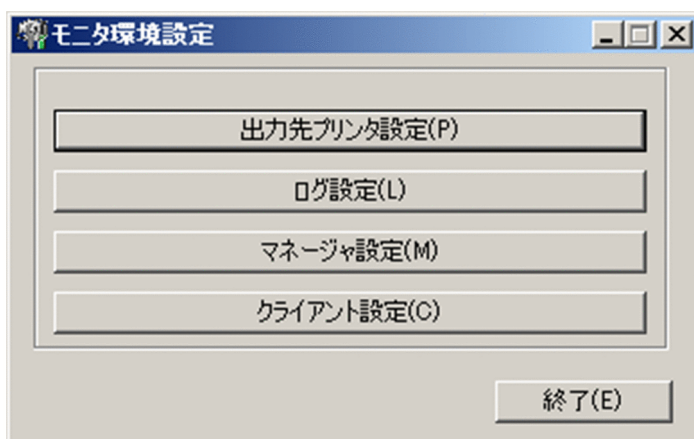 モニタ環境設定
出力先プリンタ設定(P)
ログ設定(L)
マネージャ設定(M)
クライアント設定(C)
終了(E)